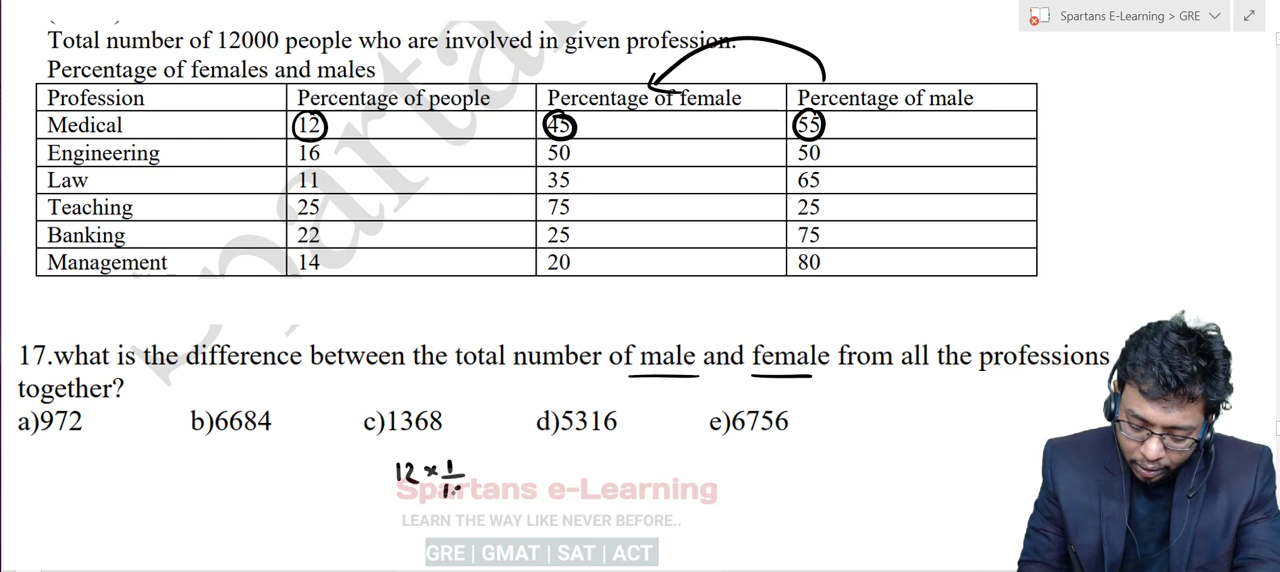 Spartans E-Learning > GRE
Total number of 12000 people who are involved in given profession.
Percentage of females and males
Profession Percentage of people Percentage of female Percentage of male
Medical 12 45 55
Engineering 16 50 50
Law 11 35 65
Teaching 25 75 25
Banking 22 25 75
Management 14 20 80
17.what is the difference between the total number of male and female from all the professions
together?
a)972 b)6684 c)1368 d)5316 e)6756
12 × 1/1
Spartans e-Learning
LEARN THE WAY LIKE NEVER BEFORE..
GRE | GMAT | SAT | ACT